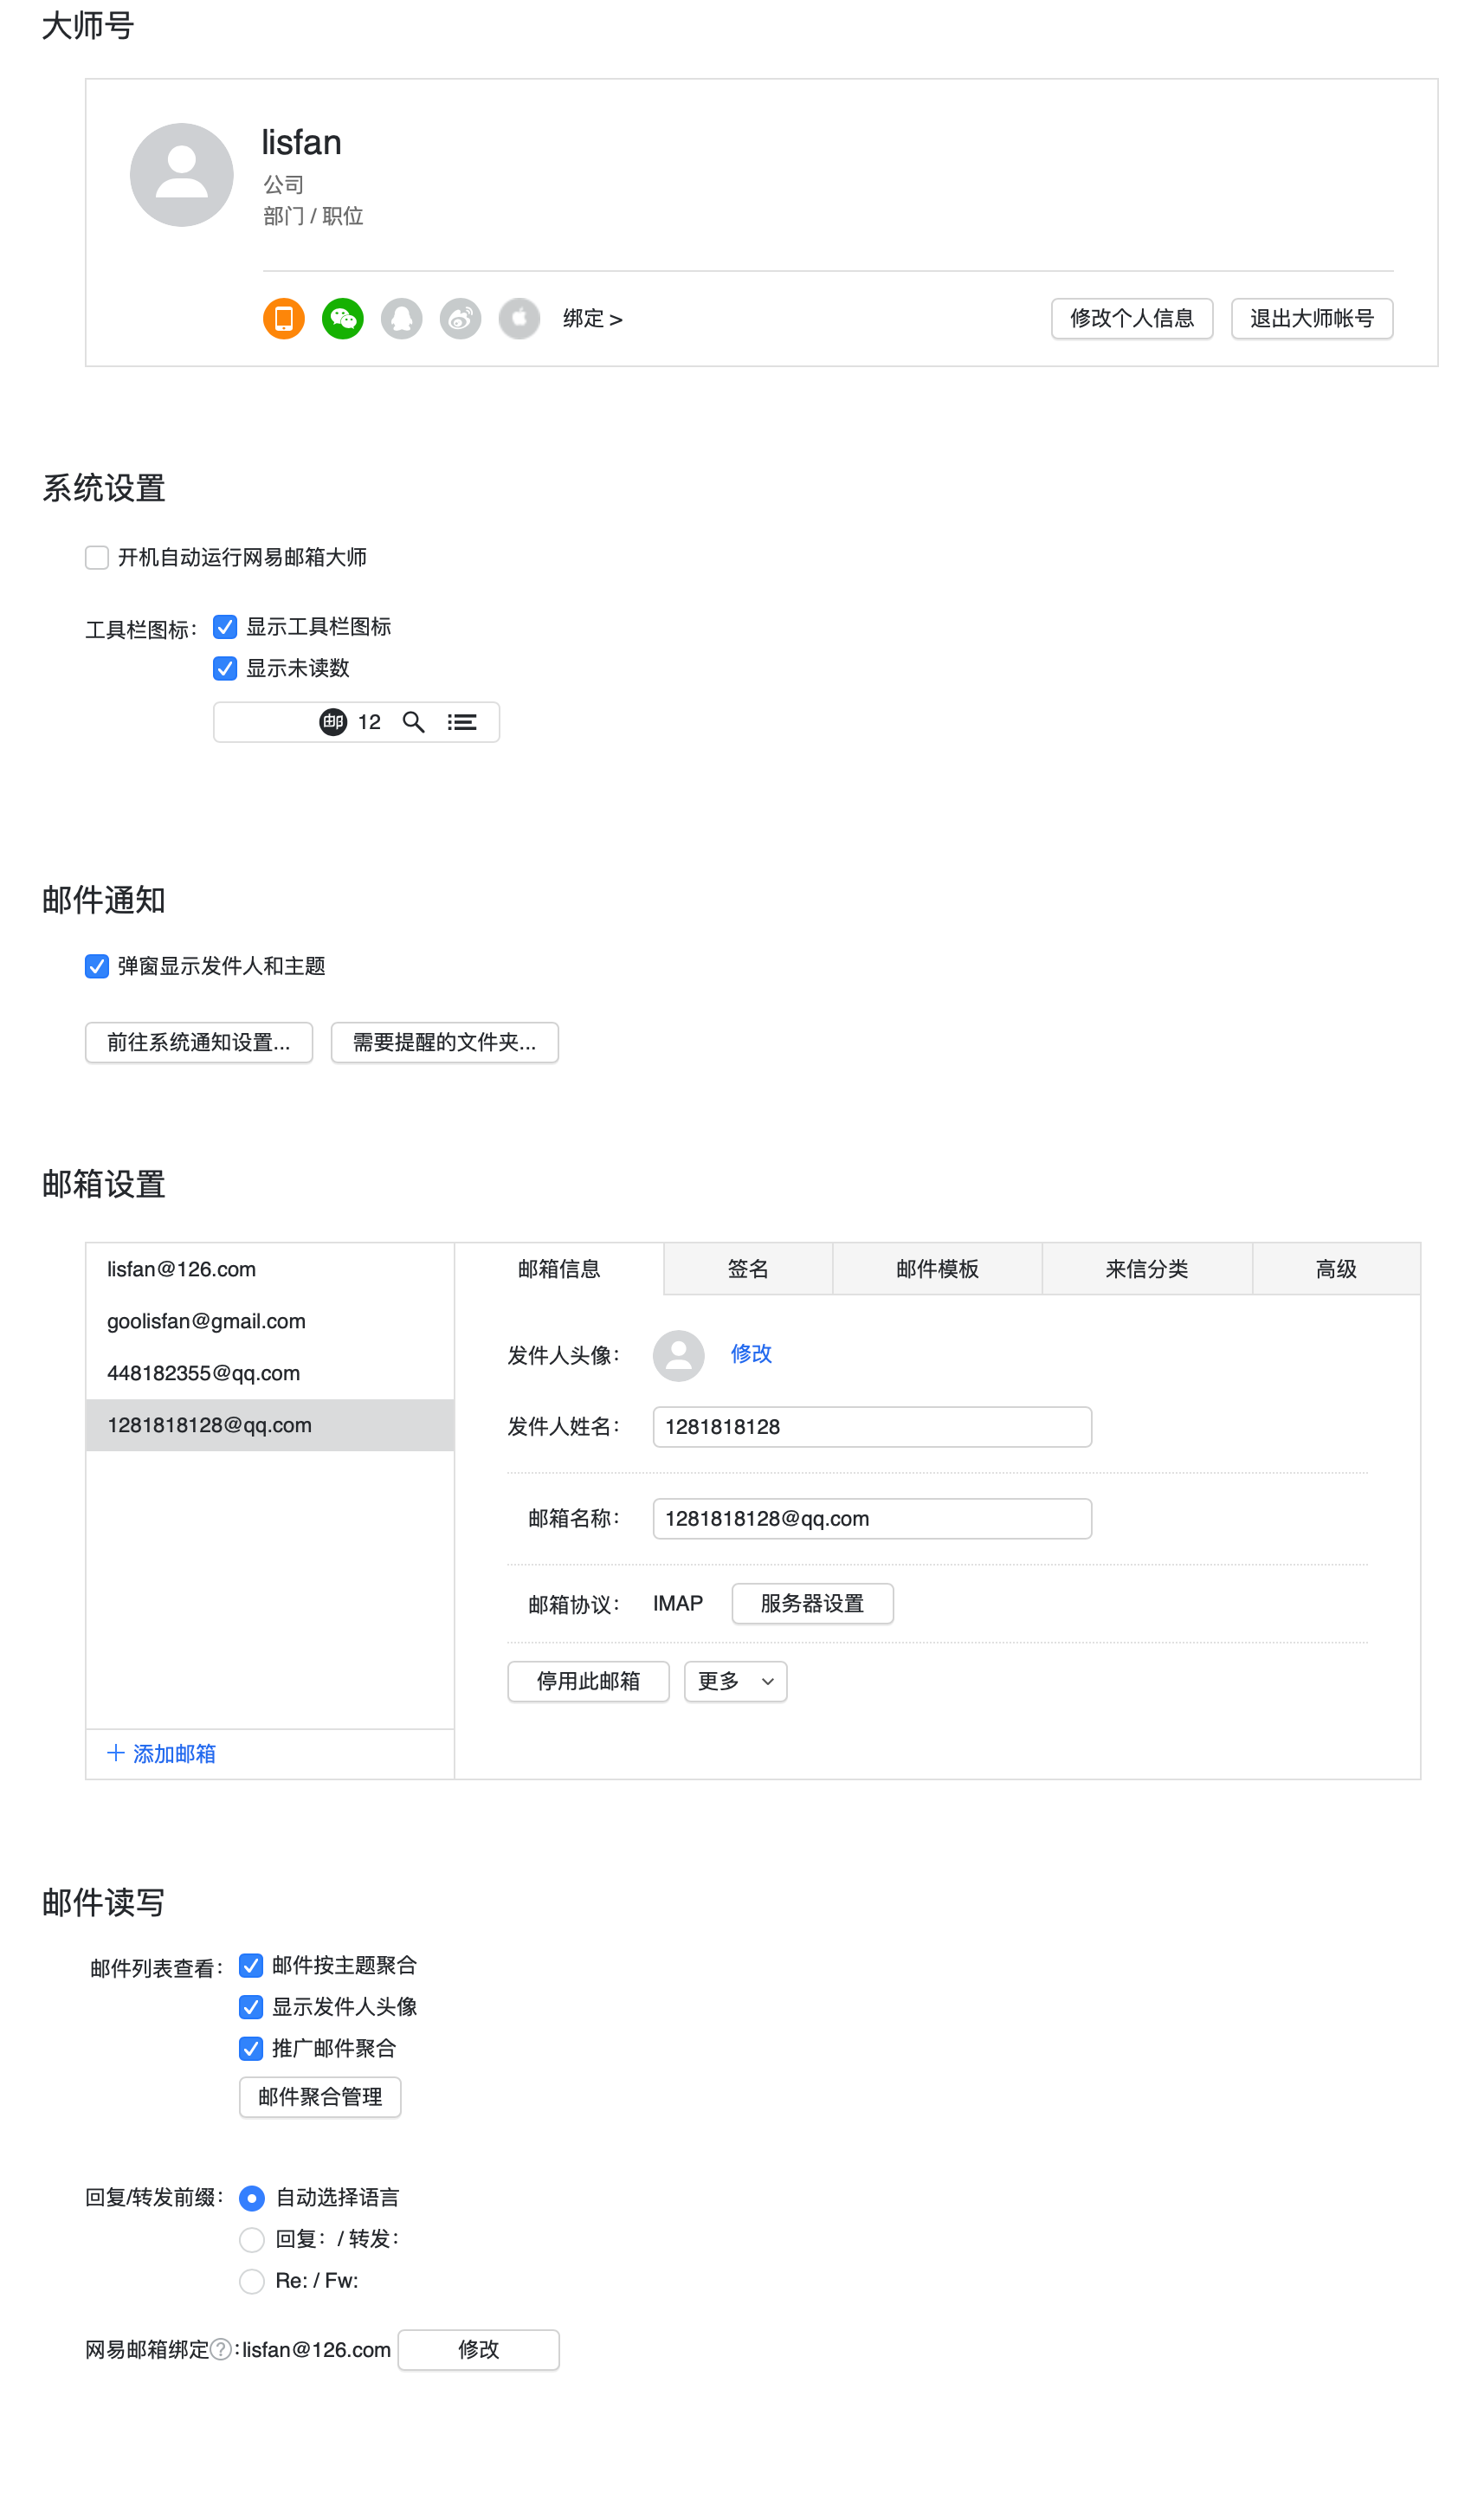 大师号
lisfan
公司
部门 / 职位
绑定 >
修改个人信息
退出大师帐号
系统设置
开机自动运行网易邮箱大师
工具栏图标：
显示工具栏图标
显示未读数
邮 12
邮件通知
弹窗显示发件人和主题
前往系统通知设置...
需要提醒的文件夹...
邮箱设置
lisfan@126.com
goolisfan@gmail.com
448182355@qq.com
1281818128@qq.com
添加邮箱
邮箱信息
签名
邮件模板
来信分类
高级
发件人头像：
修改
发件人姓名：
1281818128
邮箱名称：
1281818128@qq.com
邮箱协议：
IMAP
服务器设置
停用此邮箱
更多
邮件读写
邮件列表查看：
邮件按主题聚合
显示发件人头像
推广邮件聚合
邮件聚合管理
回复/转发前缀：
自动选择语言
回复：/ 转发：
Re: / Fw:
网易邮箱绑定?:lisfan@126.com
修改